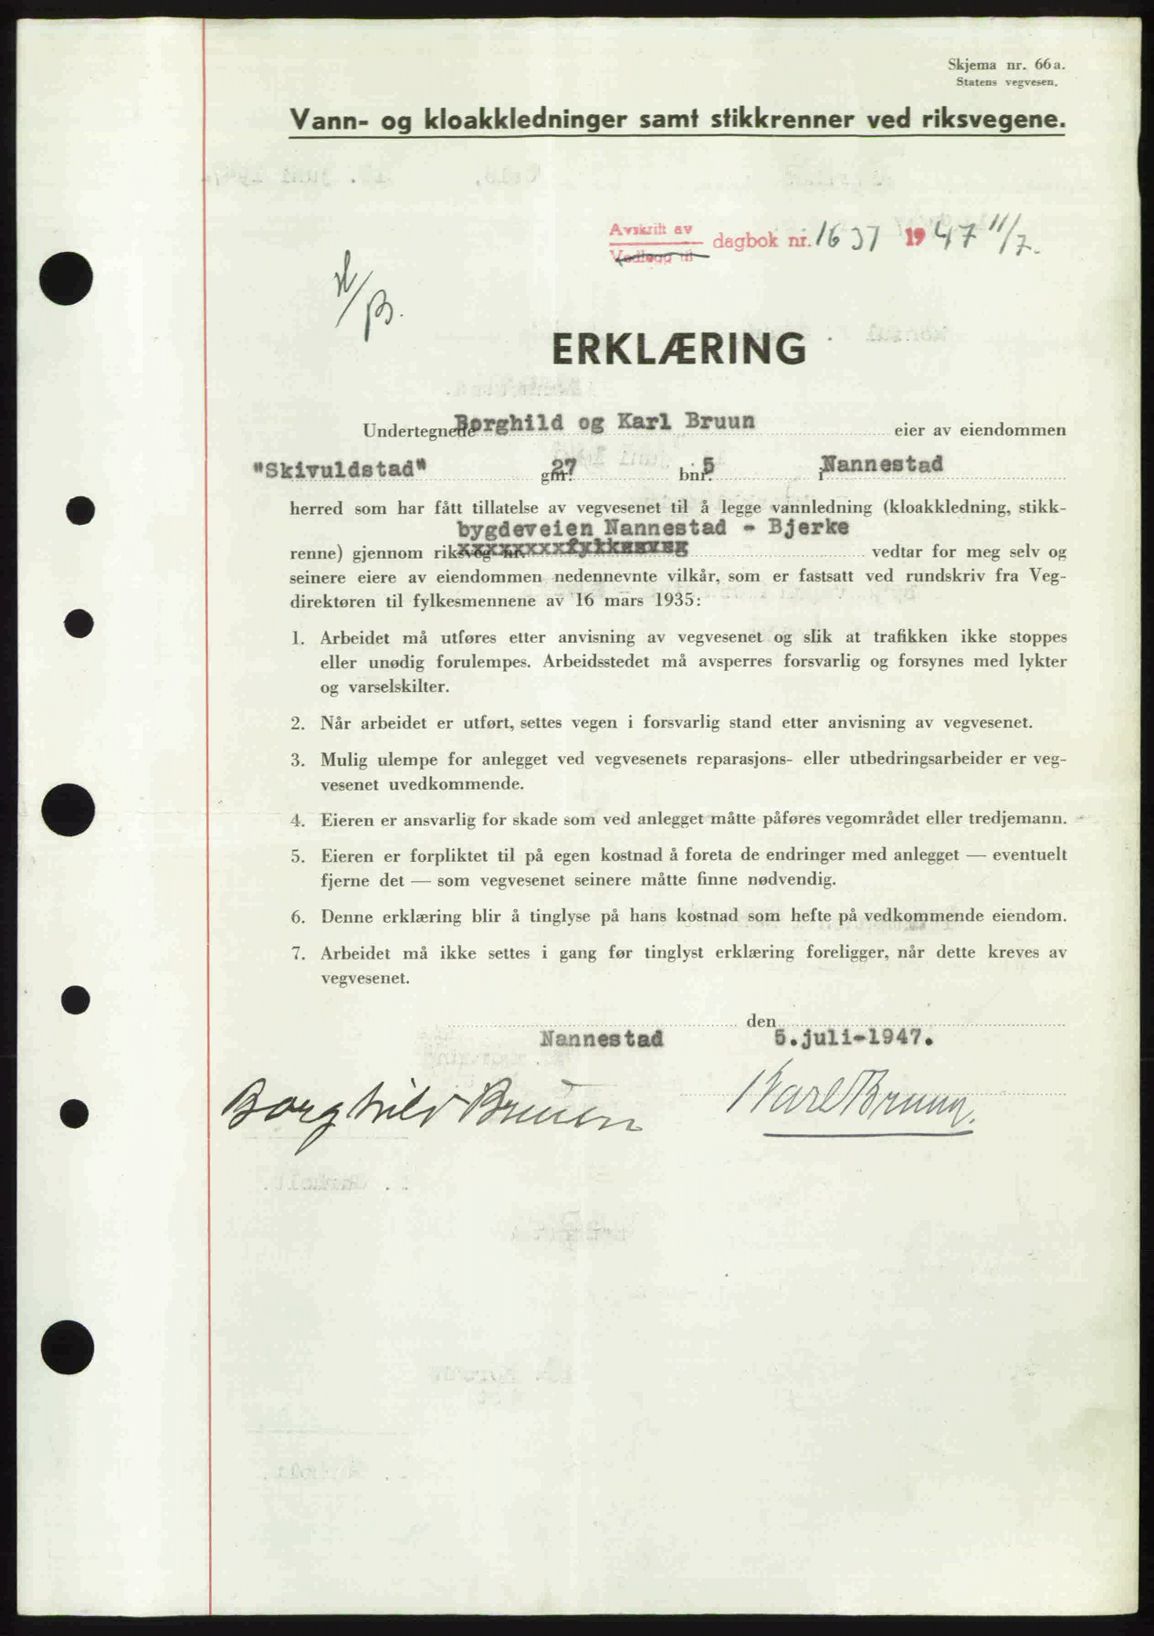 Skjema nr. 66 a.
Statens vegvesen.
Vann- og kloakkledninger samt stikkrenner ved riksvegene.
Avskrift av
Vedlegg til
dagbok nr. 1637 1947 11/7.
ERKLÆRING
Undertegnede Borghild og Karl Bruun eier av eiendommen
"Skivuldstad" gnr. 27 bnr. 5 i Nannestad
herred som har fått tillatelse av vegvesenet til å legge vannledning (kloakkledning, stikk-
bygdeveien Nannestad - Bjerke
renne) gjennom riksveg nr. xxxxxxxxfylkesveg vedtar for meg selv og
seinere eiere av eiendommen nedennevnte vilkår, som er fastsatt ved rundskriv fra Veg-
direktøren til fylkesmennene av 16 mars 1935:
1. Arbeidet må utføres etter anvisning av vegvesenet og slik at trafikken ikke stoppes
eller unødig forulempes. Arbeidsstedet må avsperres forsvarlig og forsynes med lykter
og varselskilter.
2. Når arbeidet er utført, settes vegen i forsvarlig stand etter anvisning av vegvesenet.
3. Mulig ulempe for anlegget ved vegvesenets reparasjons- eller utbedringsarbeider er veg-
vesenet uvedkommende.
4. Eieren er ansvarlig for skade som ved anlegget måtte påføres vegområdet eller tredjemann.
5. Eieren er forpliktet til på egen kostnad å foreta de endringer med anlegget — eventuelt
fjerne det — som vegvesenet seinere måtte finne nødvendig.
6. Denne erklæring blir å tinglyse på hans kostnad som hefte på vedkommende eiendom.
7. Arbeidet må ikke settes i gang før tinglyst erklæring foreligger, når dette kreves av
vegvesenet.
Nannestad den 5.juli-1947.
Borghild Bruun Karl Bruun.